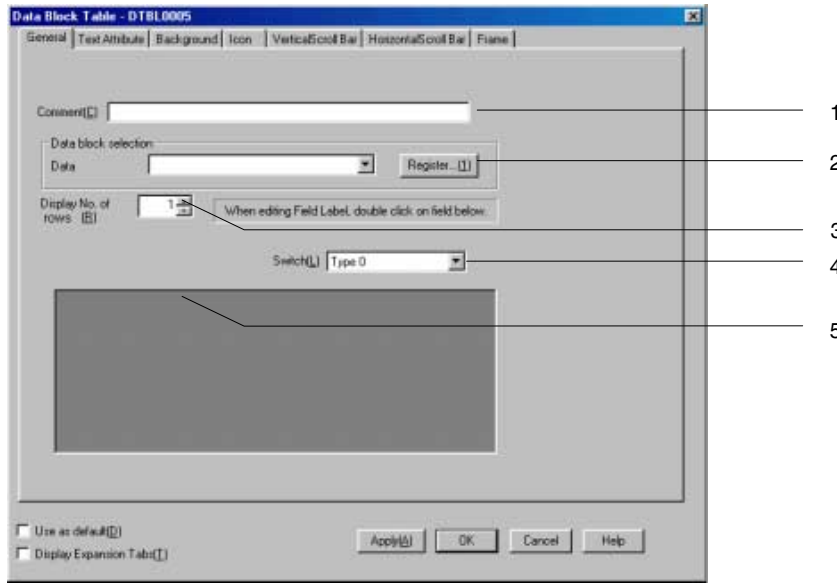 Data Block Table - DTBL0005
General Text Attribute Background Icon VerticalScroll Bar HorizontalScroll Bar Frame
Comment(C)
1
Data block selection
Data
Register...(1)
2
Display No. of
rows (R)
1
When editing Field Label, double click on field below.
3
Switch(L) Type 0
4
5
Use as default(D)
Display Expansion Tabs(T)
Apply(A) OK Cancel Help